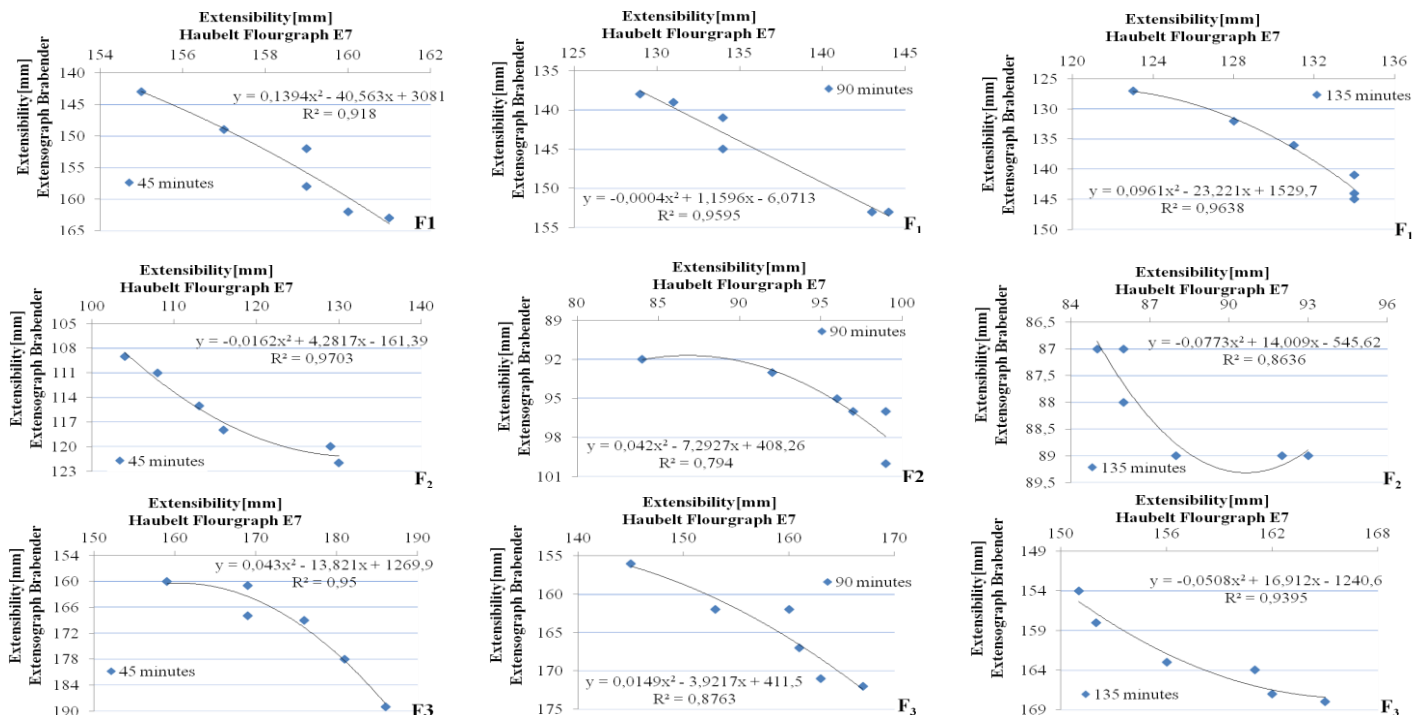 Extensibility[mm]
Haubelt Flourgraph E7
154 156 158 160 162
Extensibility[mm]
Extensograph Brabender
140
145
150
155
160
165
y = 0,1394x² - 40,563x + 3081
R² = 0,918
45 minutes
F1
Extensibility[mm]
Haubelt Flourgraph E7
125 130 135 140 145
Extensibility[mm]
Extensograph Brabender
135
140
145
150
155
90 minutes
y = -0,0004x² + 1,1596x - 6,0713
R² = 0,9595
F₁
Extensibility[mm]
Haubelt Flourgraph E7
120 124 128 132 136
Extensibility[mm]
Extensograph Brabender
125
130
135
140
145
150
135 minutes
y = 0,0961x² - 23,221x + 1529,7
R² = 0,9638
F₁
Extensibility[mm]
Haubelt Flourgraph E7
100 110 120 130 140
Extensibility[mm]
Extensograph Brabender
105
108
111
114
117
120
123
y = -0,0162x² + 4,2817x - 161,39
R² = 0,9703
45 minutes
F₂
Extensibility[mm]
Haubelt Flourgraph E7
80 85 90 95 100
Extensibility[mm]
Extensograph Brabender
89
92
95
98
101
90 minutes
y = 0,042x² - 7,2927x + 408,26
R² = 0,794
F2
Extensibility[mm]
Haubelt Flourgraph E7
84 87 90 93 96
Extensibility[mm]
Extensograph Brabender
86,5
87
87,5
88
88,5
89
89,5
y = -0,0773x² + 14,009x - 545,62
R² = 0,8636
135 minutes
F₂
Extensibility[mm]
Haubelt Flourgraph E7
150 160 170 180 190
Extensibility[mm]
Extensograph Brabender
154
160
166
172
178
184
190
y = 0,043x² - 13,821x + 1269,9
R² = 0,95
45 minutes
F3
Extensibility[mm]
Haubelt Flourgraph E7
140 150 160 170
Extensibility[mm]
Extensograph Brabender
155
160
165
170
175
90 minutes
y = 0,0149x² - 3,9217x + 411,5
R² = 0,8763
F₃
Extensibility[mm]
Haubelt Flourgraph E7
150 156 162 168
Extensibility[mm]
Extensograph Brabender
149
154
159
164
169
y = -0,0508x² + 16,912x - 1240,6
R² = 0,9395
135 minutes
F₃